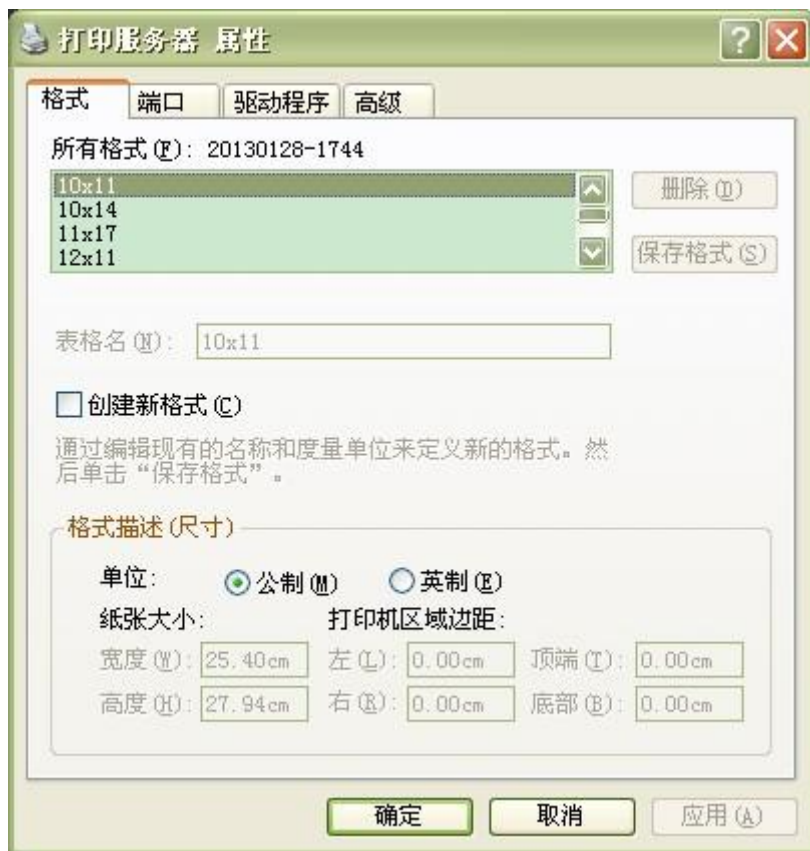 打印服务器 属性
格式 端口 驱动程序 高级
所有格式(F): 20130128-1744
10x11
10x14
11x17
12x11
删除(D)
保存格式(S)
表格名(N): 10x11
创建新格式(C)
通过编辑现有的名称和度量单位来定义新的格式。然
后单击“保存格式”。
格式描述(尺寸)
单位: 公制(M) 英制(E)
纸张大小: 打印机区域边距:
宽度(W): 25.40cm 左(L): 0.00cm 顶端(T): 0.00cm
高度(H): 27.94cm 右(R): 0.00cm 底部(B): 0.00cm
确定 取消 应用(A)